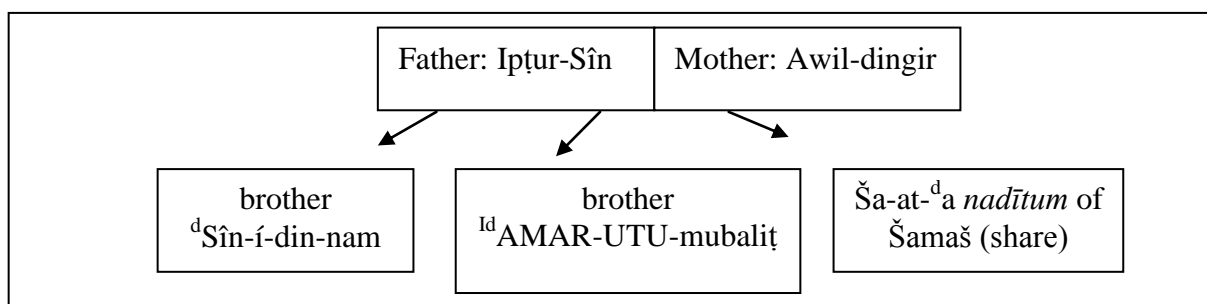 Father: Ipṭur-Sîn
Mother: Awil-dingir
brother
ᵈSîn-í-din-nam
brother
ᴵᵈAMAR-UTU-mubaliṭ
Ša-at-ᵈa nadītum of
Šamaš (share)